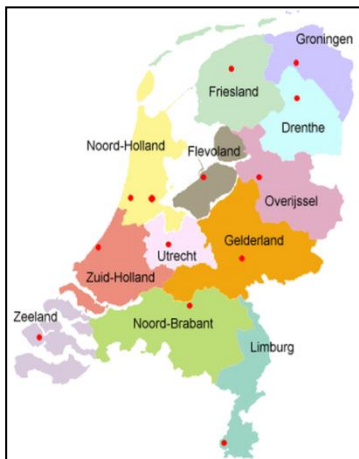 Groningen
Friesland
Drenthe
Noord-Holland
Flevoland
Overijssel
Gelderland
Utrecht
Zuid-Holland
Zeeland
Noord-Brabant
Limburg